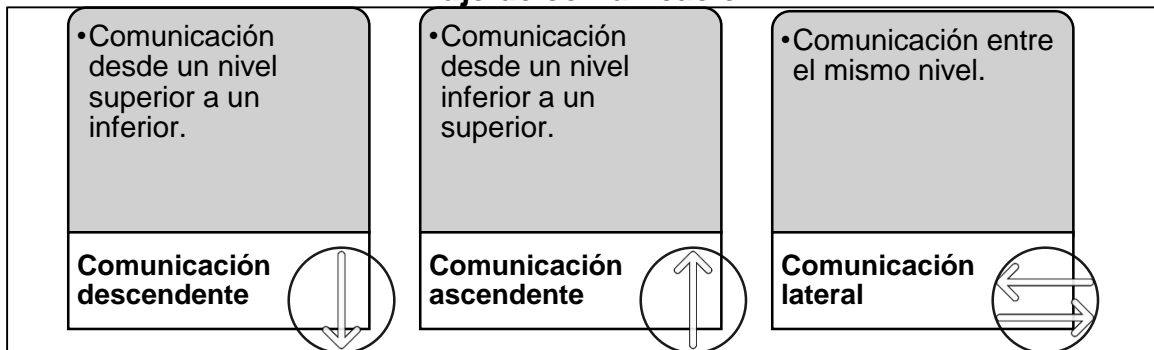 •Comunicación
desde un nivel
superior a un
inferior.
Comunicación
descendente
•Comunicación
desde un nivel
inferior a un
superior.
Comunicación
ascendente
•Comunicación entre
el mismo nivel.
Comunicación
lateral